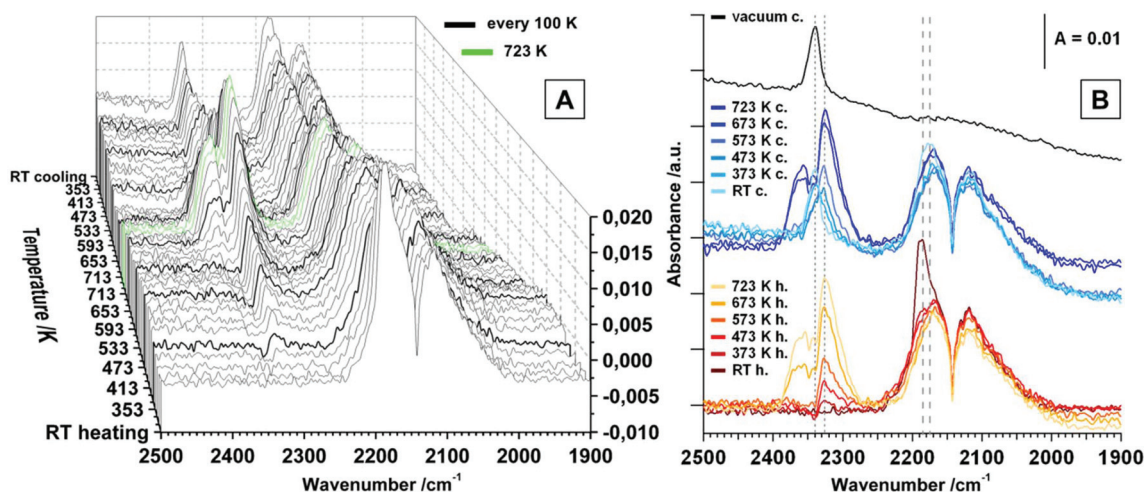 every 100 K
723 K
A
RT cooling
353
413
473
533
593
653
713
713
653
593
533
473
413
353
RT heating
Temperature /K
0,020
0,015
0,010
0,005
0,000
-0,005
-0,010
2500 2400 2300 2200 2100 2000 1900
Wavenumber /cm-1
vacuum c.
A = 0.01
B
723 K c.
673 K c.
573 K c.
473 K c.
373 K c.
RT c.
723 K h.
673 K h.
573 K h.
473 K h.
373 K h.
RT h.
Absorbance /a.u.
2500 2400 2300 2200 2100 2000 1900
Wavenumber /cm-1